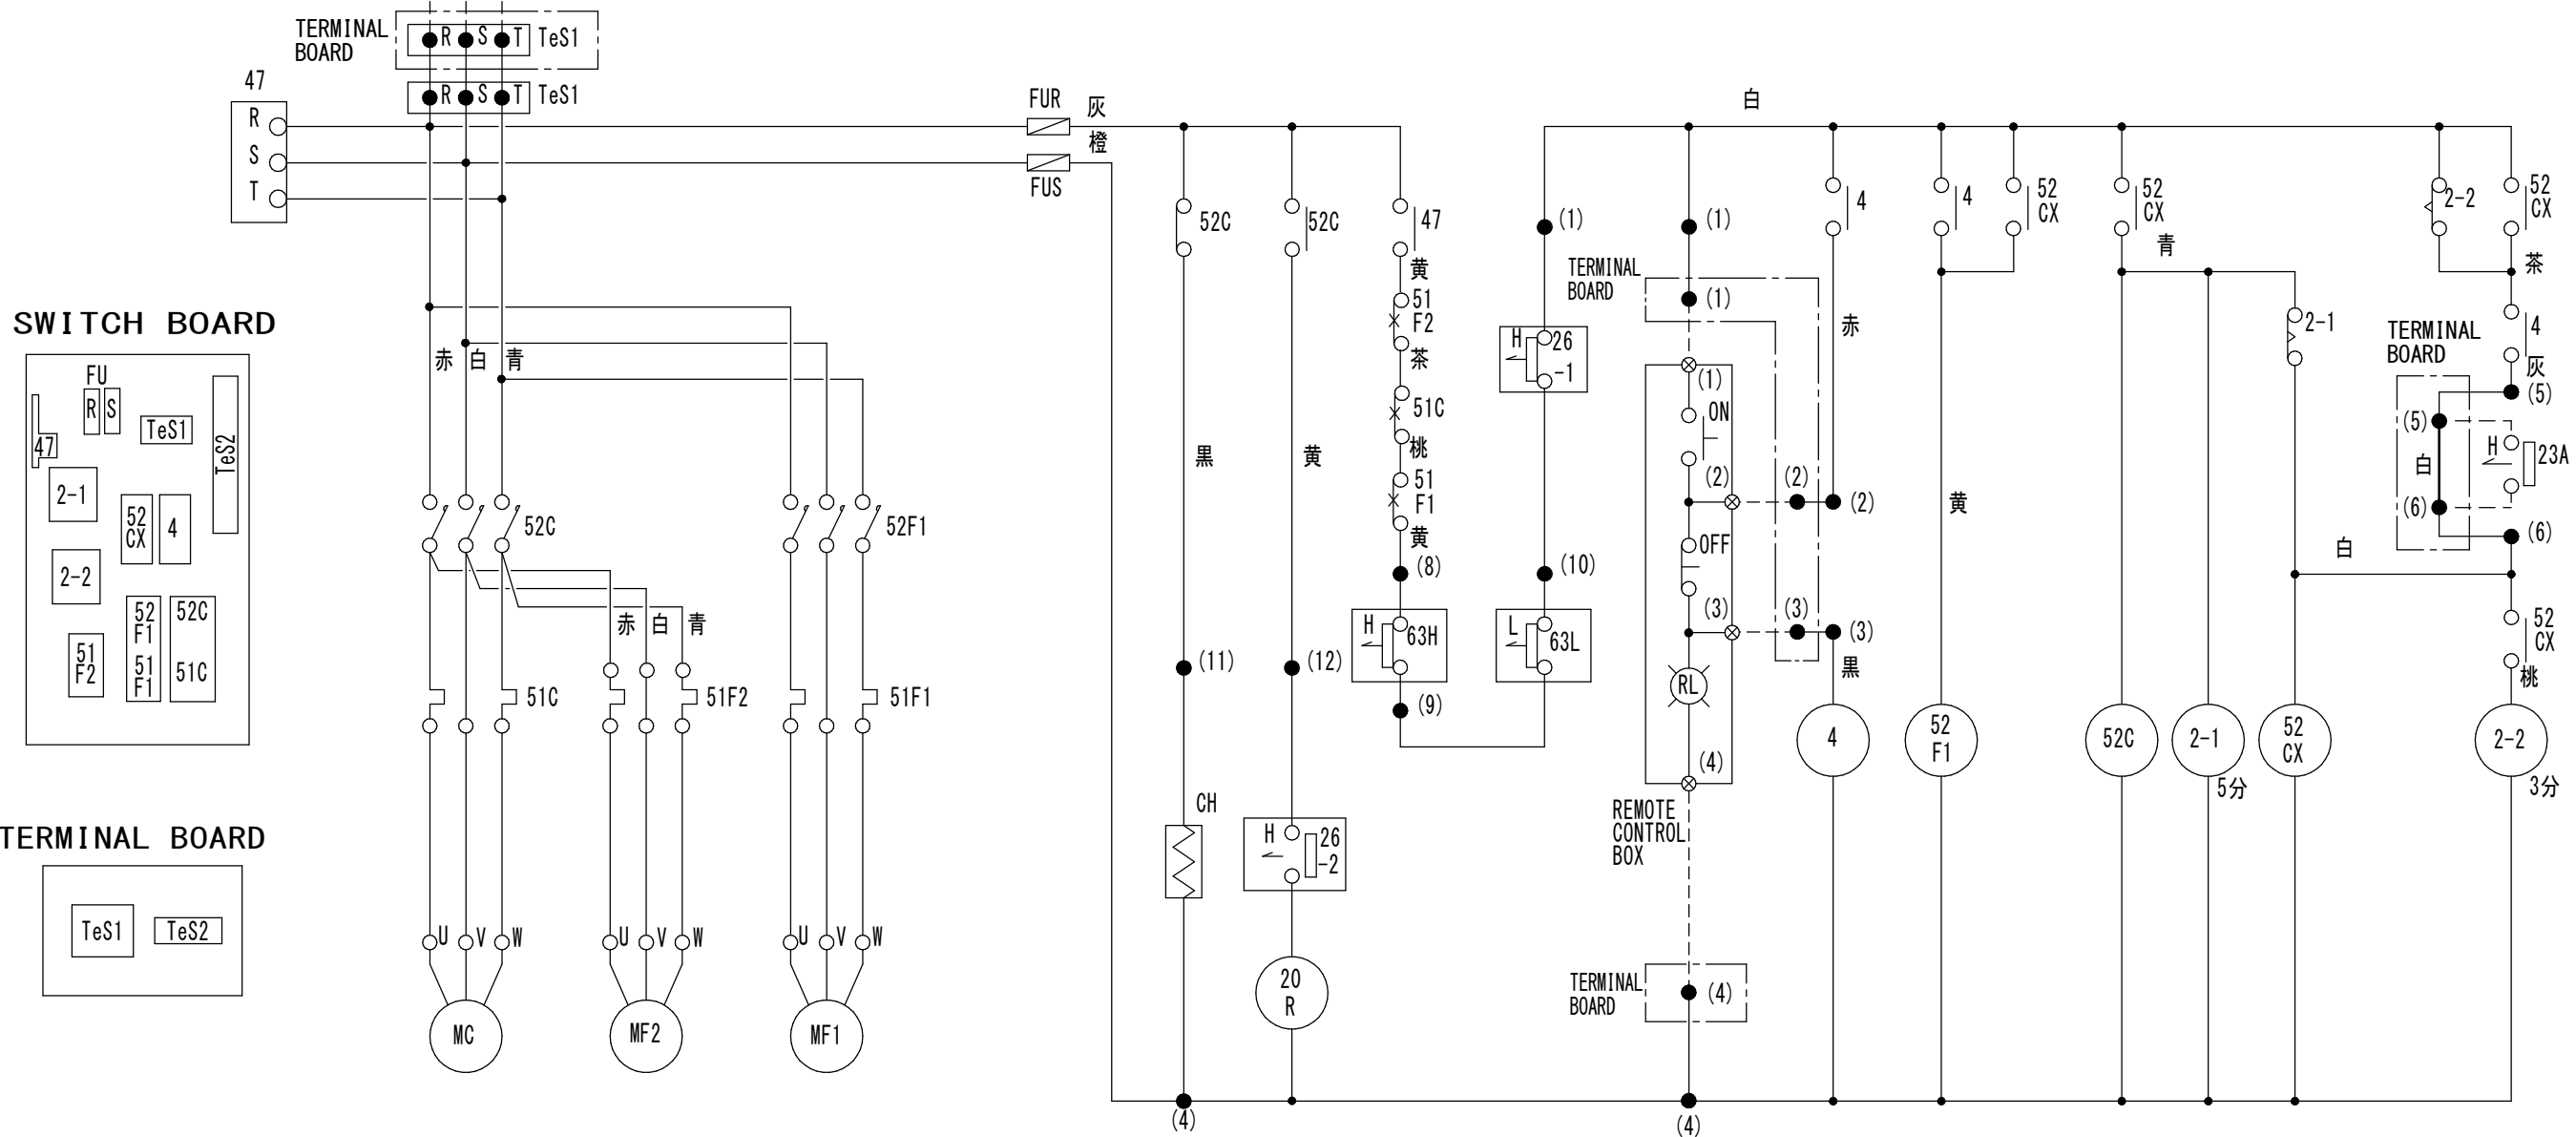 TERMINAL
BOARD
R S T TeS1
R S T TeS1
47
R
S
T
FUR
灰
橙
FUS
白
52C
52C
47
黄
51
F2
茶
51C
桃
51
F1
黄
(8)
H
63H
(9)
(1)
H
26
-1
(10)
L
63L
黒
(11)
CH
黄
(12)
H
26
-2
20
R
(4)
(1)
TERMINAL
BOARD
(1)
(1)
ON
(2)
(2)
(2)
OFF
(3)
(3)
(3)
RL
(4)
REMOTE
CONTROL
BOX
TERMINAL
BOARD
(4)
(4)
4
赤
黒
4
4
52
CX
黄
52
F1
52
CX
青
52C
2-1
5分
2-1
52
CX
白
2-2
52
CX
茶
4
灰
TERMINAL
BOARD
(5)
(5)
白
H
23A
(6)
(6)
52
CX
桃
2-2
3分
赤 白 青
52C
52F1
赤 白 青
51C
51F2
51F1
U V W
U V W
U V W
MC
MF2
MF1
SWITCH BOARD
FU
R S
47
TeS1
TeS2
2-1
52
CX
4
2-2
52
F1
52C
51
F2
51
F1
51C
TERMINAL BOARD
TeS1
TeS2